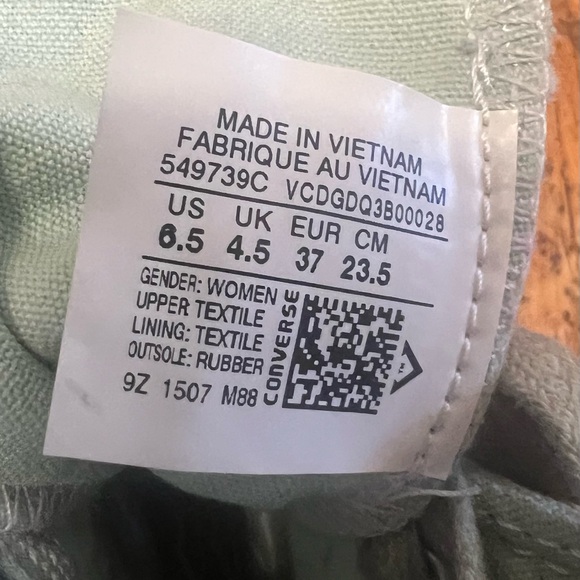 MADE IN VIETNAM
FABRIQUE AU VIETNAM
549739C VCDGDQ3B00028
US UK EUR CM
6.5 4.5 37 23.5
GENDER: WOMEN
UPPER TEXTILE
LINING: TEXTILE
OUTSOLE: RUBBER
9Z 1507 M88
CONVERSE
TM